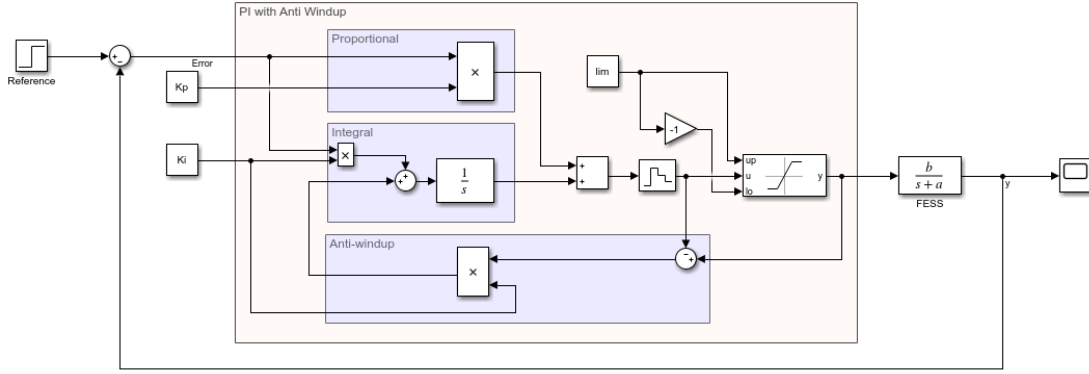 PI with Anti Windup
Proportional
Reference
Error
Kp
×
lim
-1
Integral
Ki
×
1
s
up
u
lo
y
b
s + a
FESS
y
Anti-windup
×